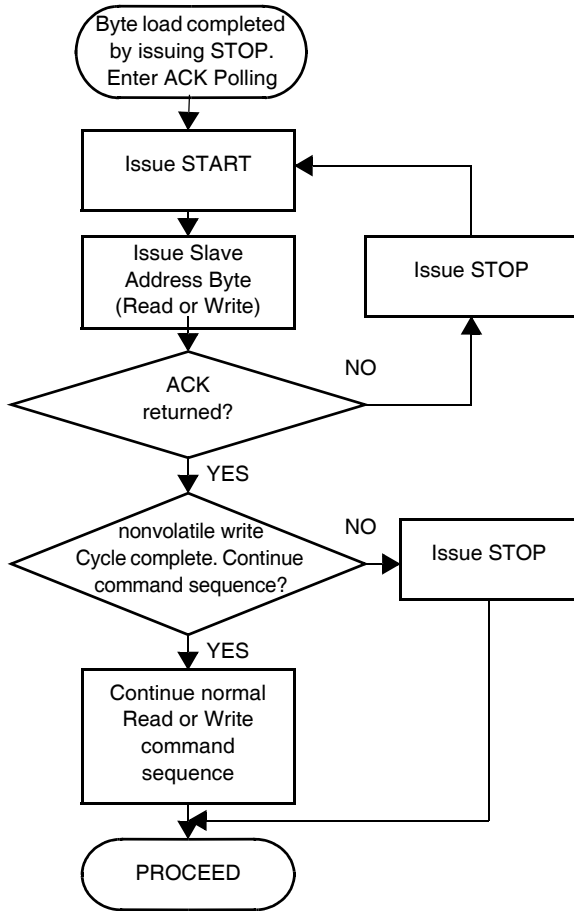 Byte load completed
by issuing STOP.
Enter ACK Polling
Issue START
Issue Slave
Address Byte
(Read or Write)
Issue STOP
ACK
returned?
NO
YES
nonvolatile write
Cycle complete. Continue
command sequence?
NO
Issue STOP
YES
Continue normal
Read or Write
command
sequence
PROCEED